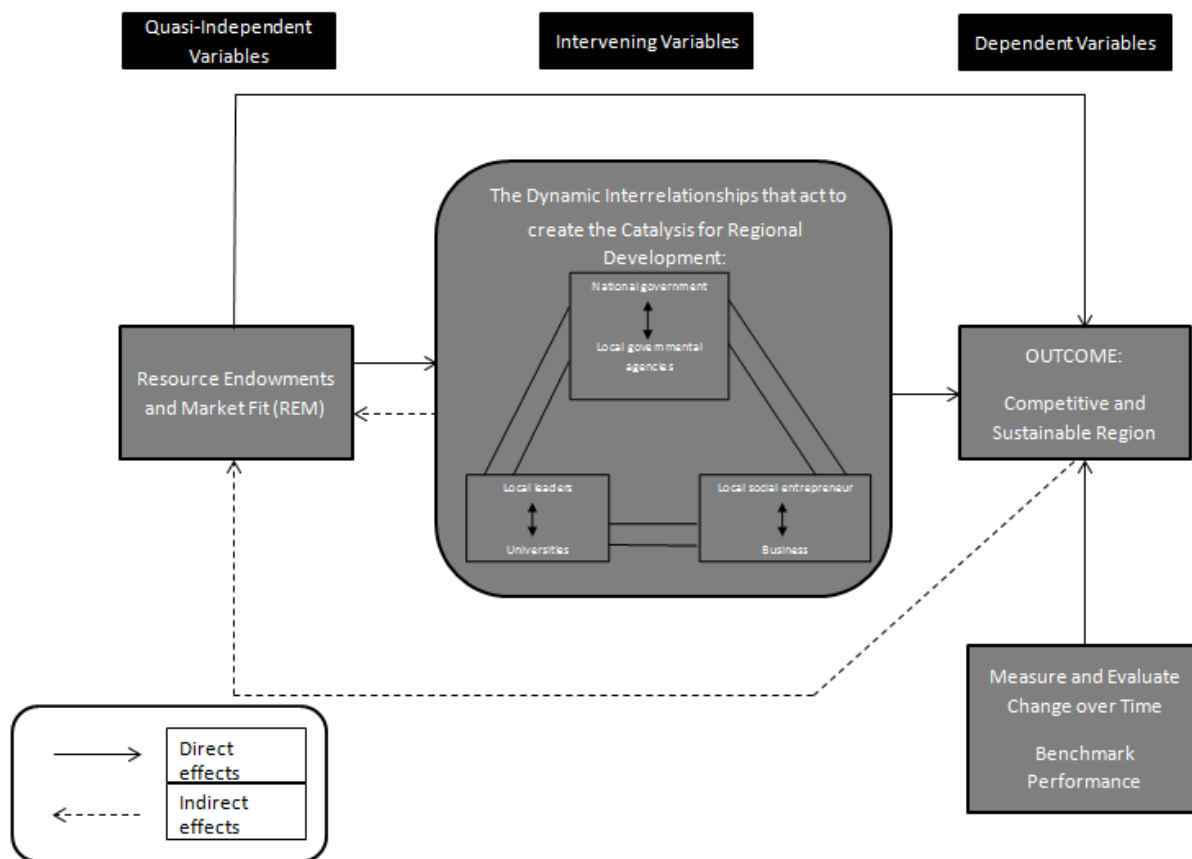 Quasi-Independent
Variables
Intervening Variables
Dependent Variables
The Dynamic Interrelationships that act to
create the Catalysis for Regional
Development:
National government
Local governmental
agencies
Resource Endowments
and Market Fit (REM)
OUTCOME:
Competitive and
Sustainable Region
Local leaders
Universities
Local social entrepreneur
Business
Measure and Evaluate
Change over Time
Benchmark
Performance
Direct
effects
Indirect
effects